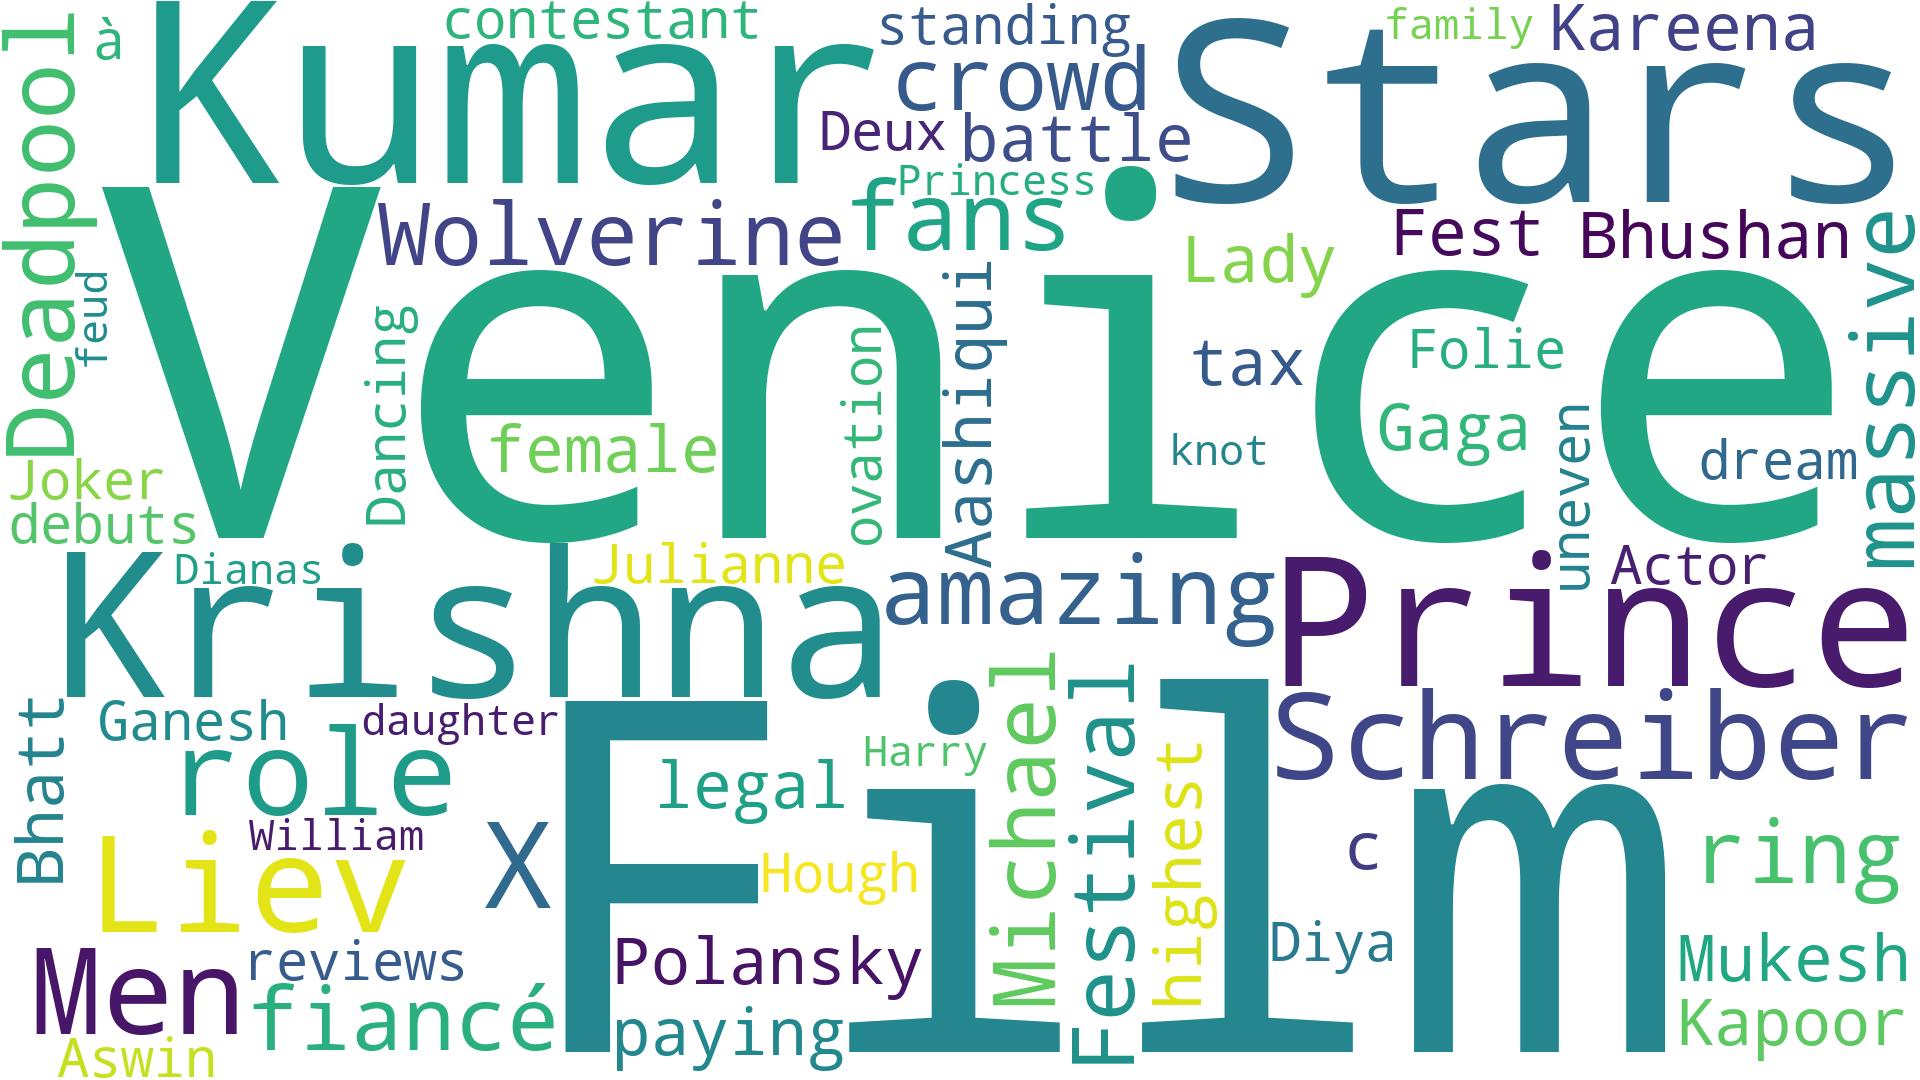 contestant
standing
family
Kareena
à
Kumar
Stars
crowd
Deux
battle
Deadpool
Princess
fans
Wolverine
Fest
Bhushan
massive
Lady
Venice
feud
Dancing
ovation
Aashiqui
tax
Folie
Gaga
female
knot
uneven
dream
Joker
debuts
Dianas
Julianne
Krishna
amazing
Actor
Prince
Bhatt
Ganesh
daughter
role
Film
Michael
Festival
Schreiber
legal
Harry
highest
William
Liev
X
Hough
c
ring
Men
reviews
Polansky
Diya
Mukesh
fiancé
paying
Kapoor
Aswin